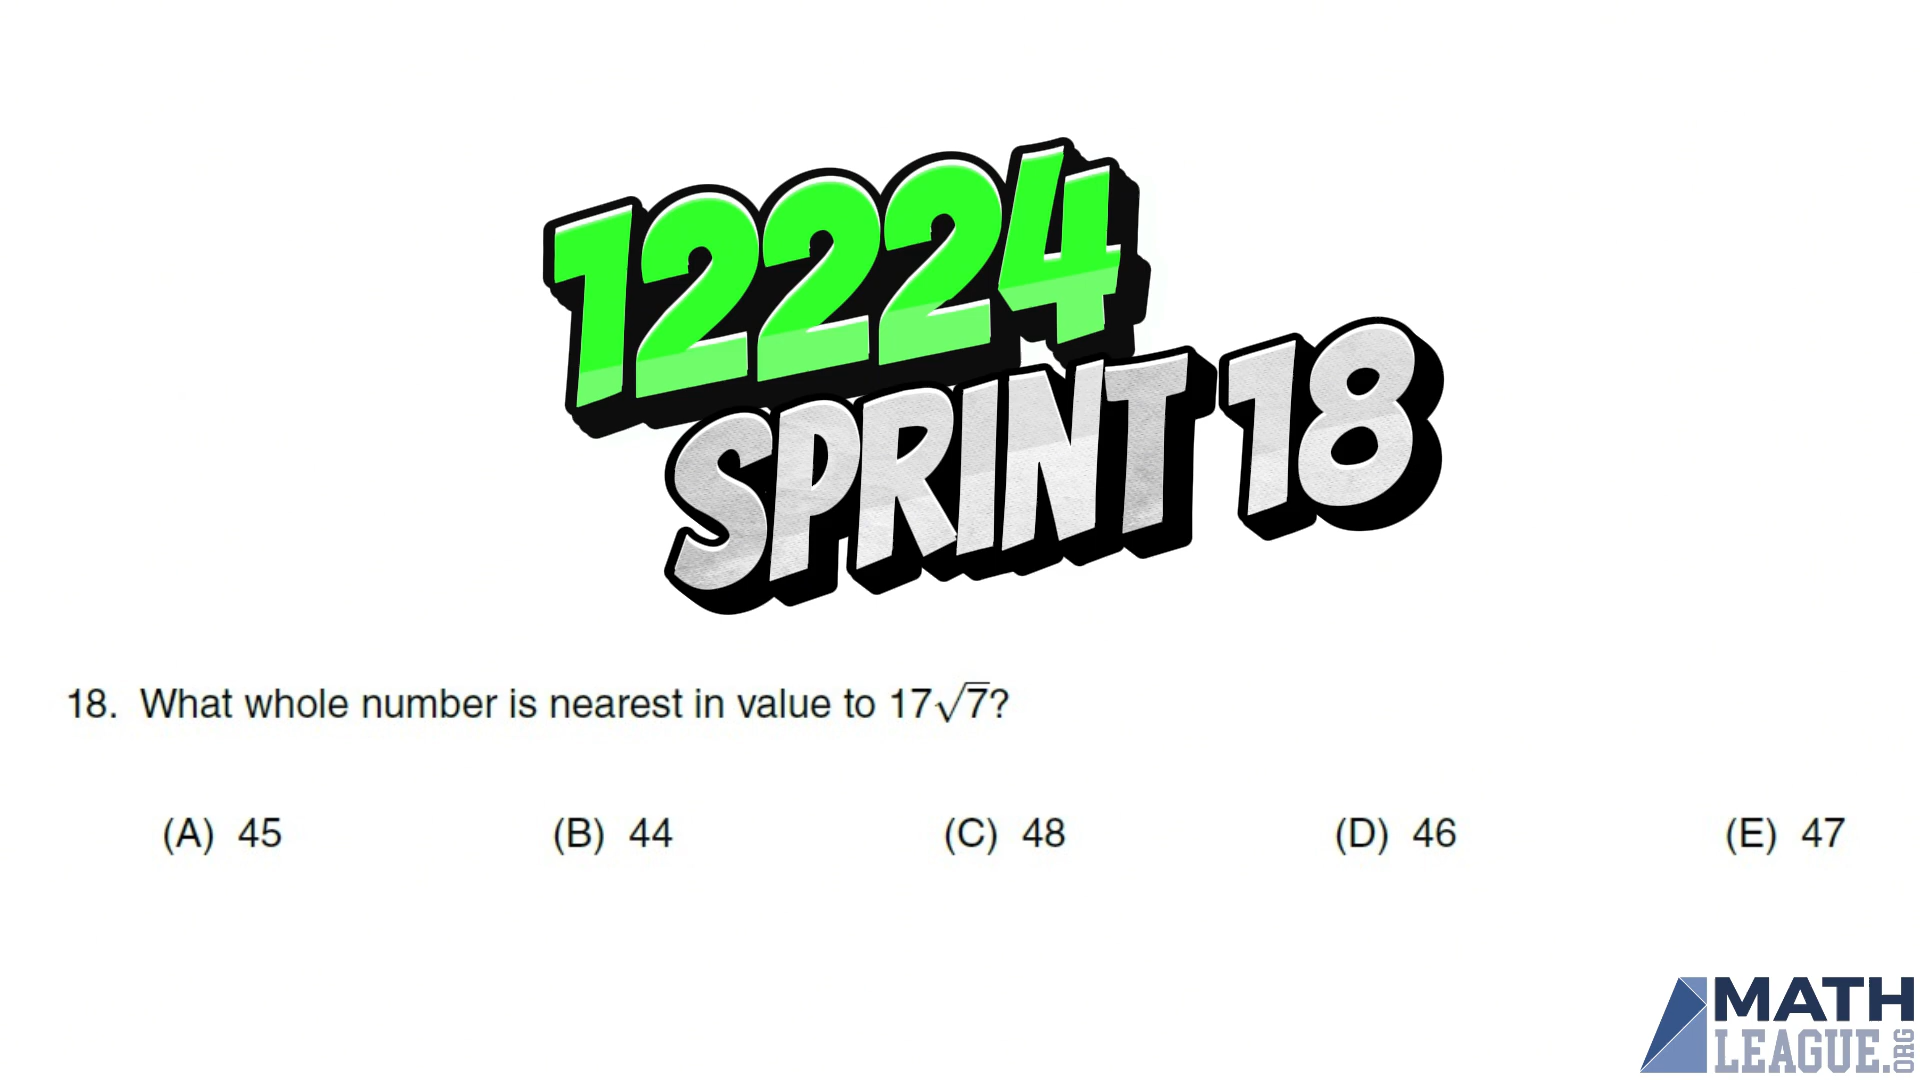 12224
SPRINT 18
18. What whole number is nearest in value to 17√7?
(A) 45 (B) 44 (C) 48 (D) 46 (E) 47
MATH
LEAGUE.ORG